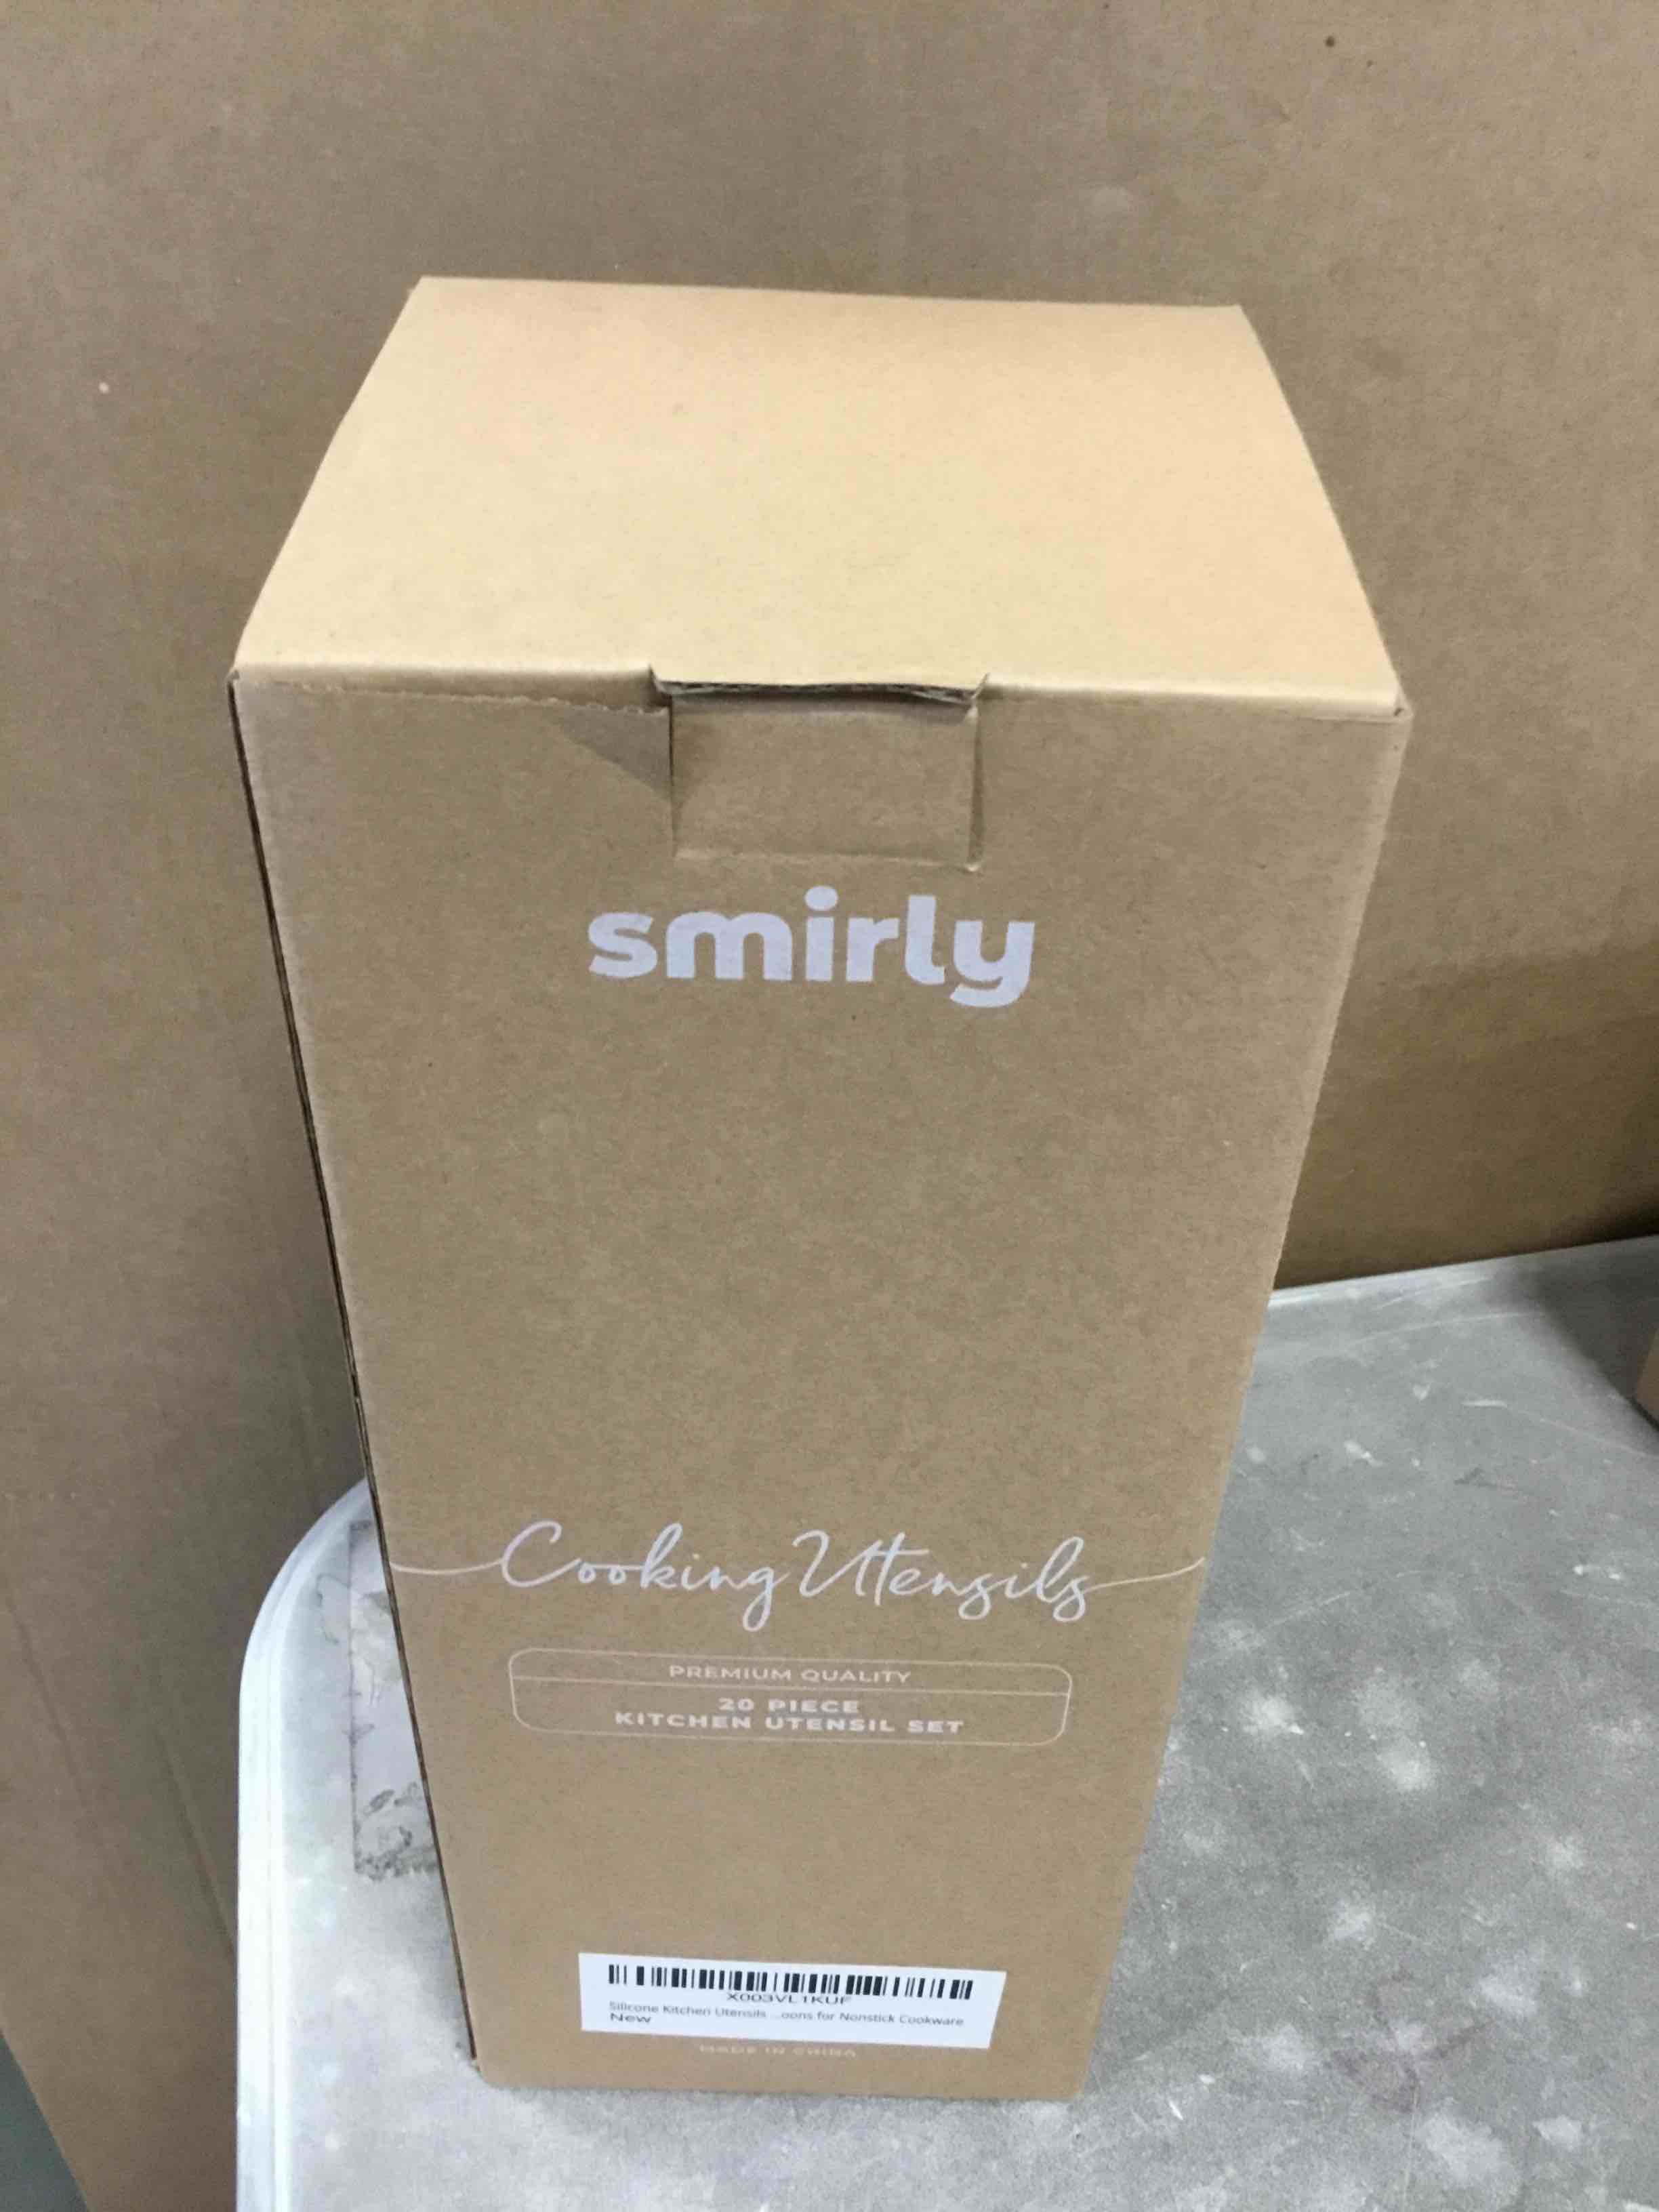 smirly
Cooking Utensils
PREMIUM QUALITY
20 PIECE
KITCHEN UTENSIL SET
X003VL1KUF
Silicone Kitchen Utensils ...oons for Nonstick Cookware
New
MADE IN CHINA